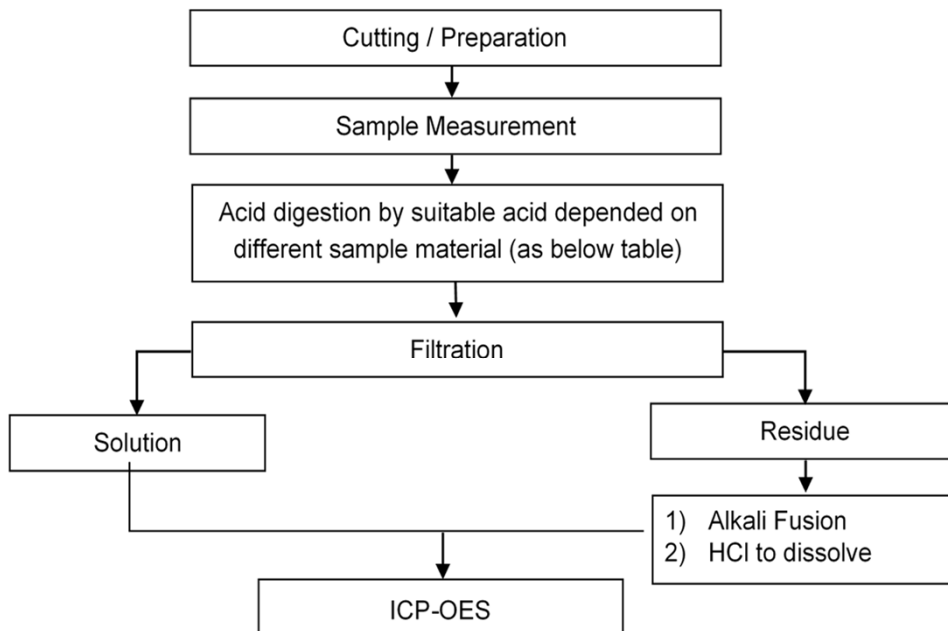 Cutting / Preparation
Sample Measurement
Acid digestion by suitable acid depended on
different sample material (as below table)
Filtration
Solution
Residue
1) Alkali Fusion
2) HCl to dissolve
ICP-OES